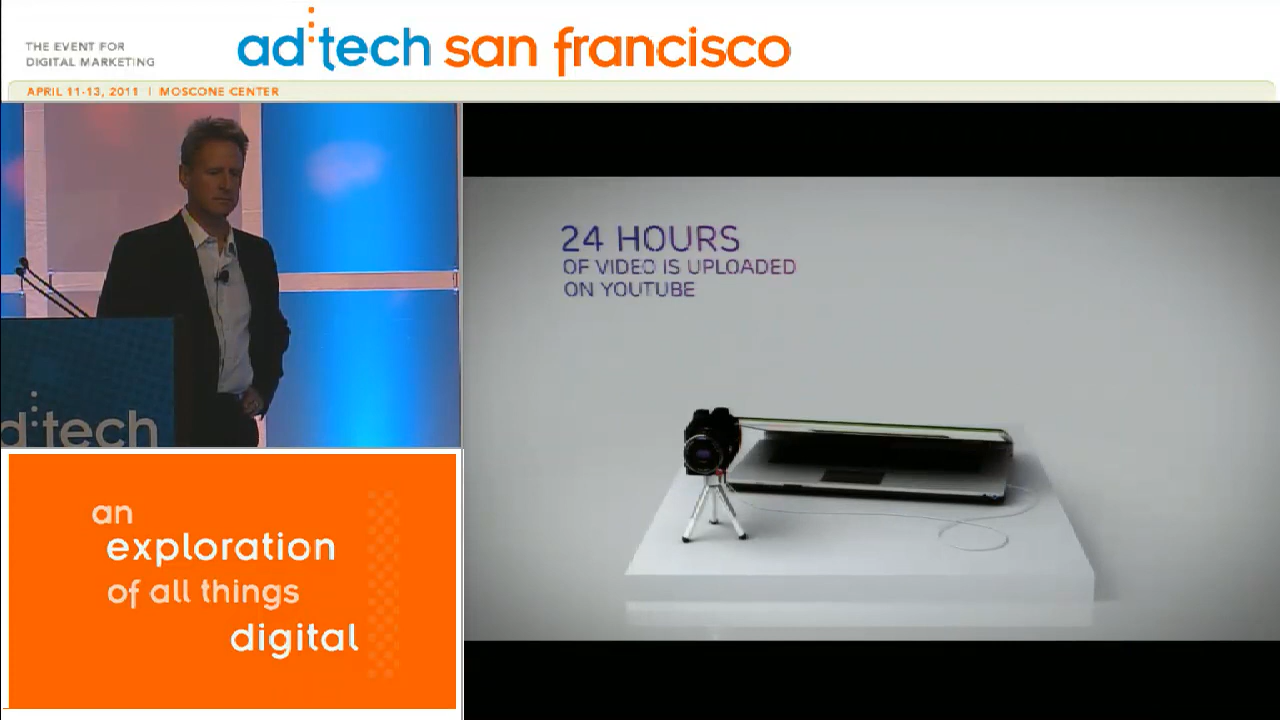 THE EVENT FOR
DIGITAL MARKETING
ad:tech san francisco
APRIL 11-13, 2011 | MOSCONE CENTER
24 HOURS
OF VIDEO IS UPLOADED
ON YOUTUBE
d:tech
an
exploration
of all things
digital